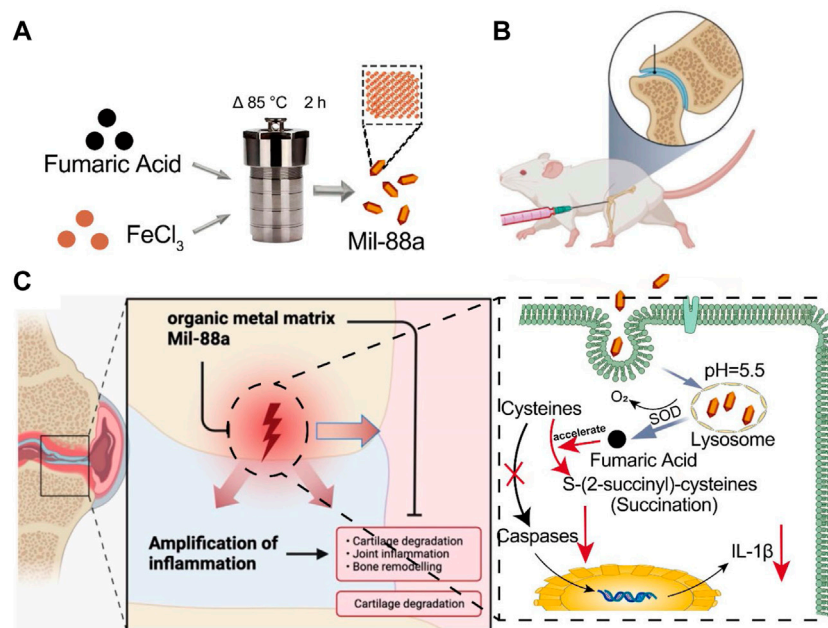 A
Δ 85 °C 2 h
Fumaric Acid
FeCl₃
Mil-88a
B
C
organic metal matrix
Mil-88a
Amplification of
inflammation
• Cartilage degradation
• Joint inflammation
• Bone remodelling
Cartilage degradation
pH=5.5
O₂
SOD
Lysosome
Cysteines
accelerate
Fumaric Acid
S-(2-succinyl)-cysteines
(Succination)
Caspases
IL-1β